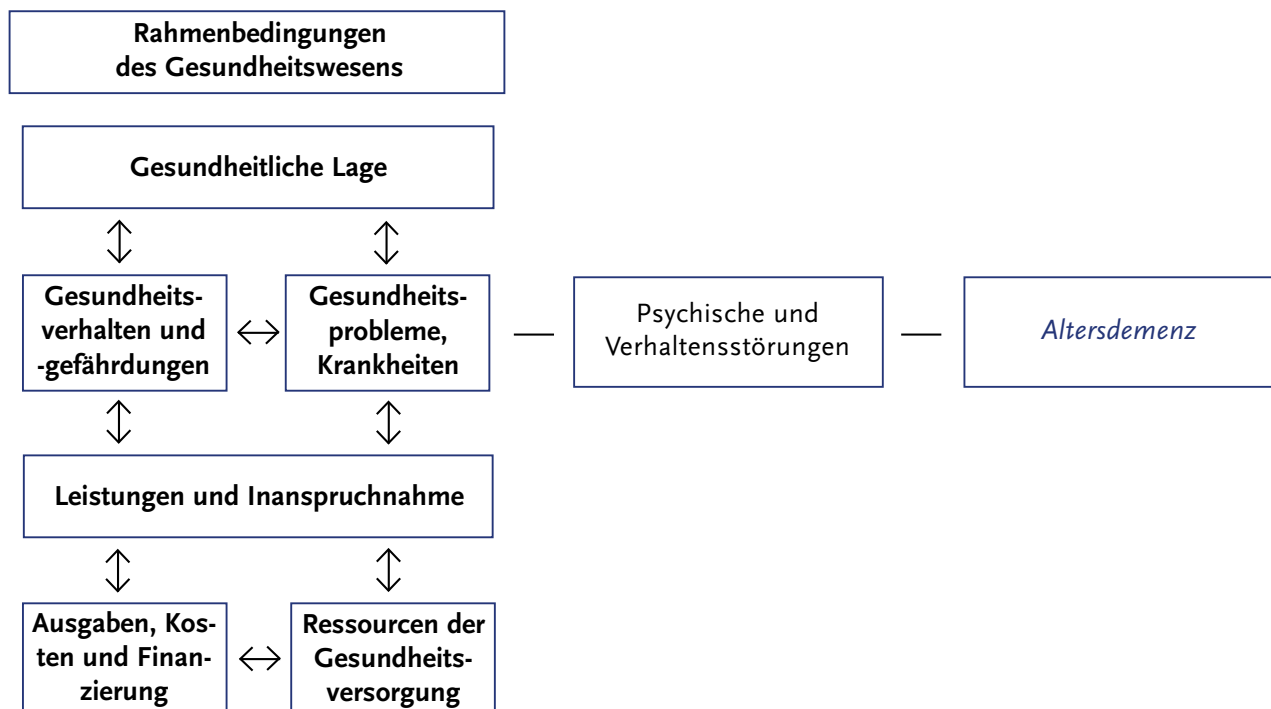 Rahmenbedingungen
des Gesundheitswesens
Gesundheitliche Lage
Gesundheits-
verhalten und
-gefährdungen
Gesundheits-
probleme,
Krankheiten
Psychische und
Verhaltensstörungen
Altersdemenz
Leistungen und Inanspruchnahme
Ausgaben, Kos-
ten und Finan-
zierung
Ressourcen der
Gesundheits-
versorgung